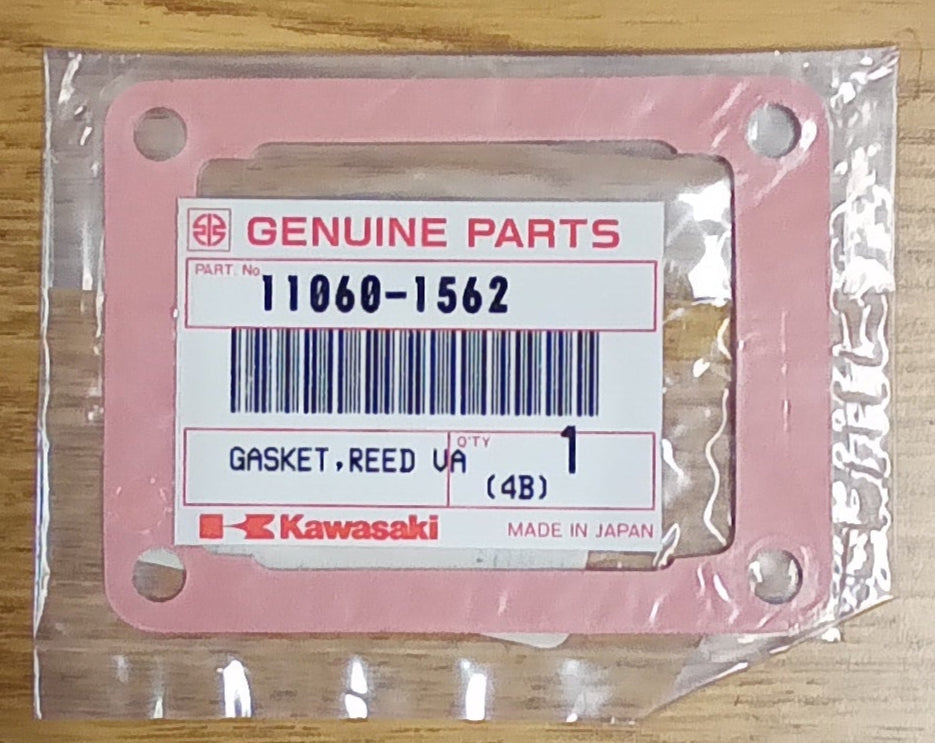 GENUINE PARTS
PART. No
11060-1562
GASKET,REED VA
Q'TY
1
(4B)
Kawasaki
MADE IN JAPAN